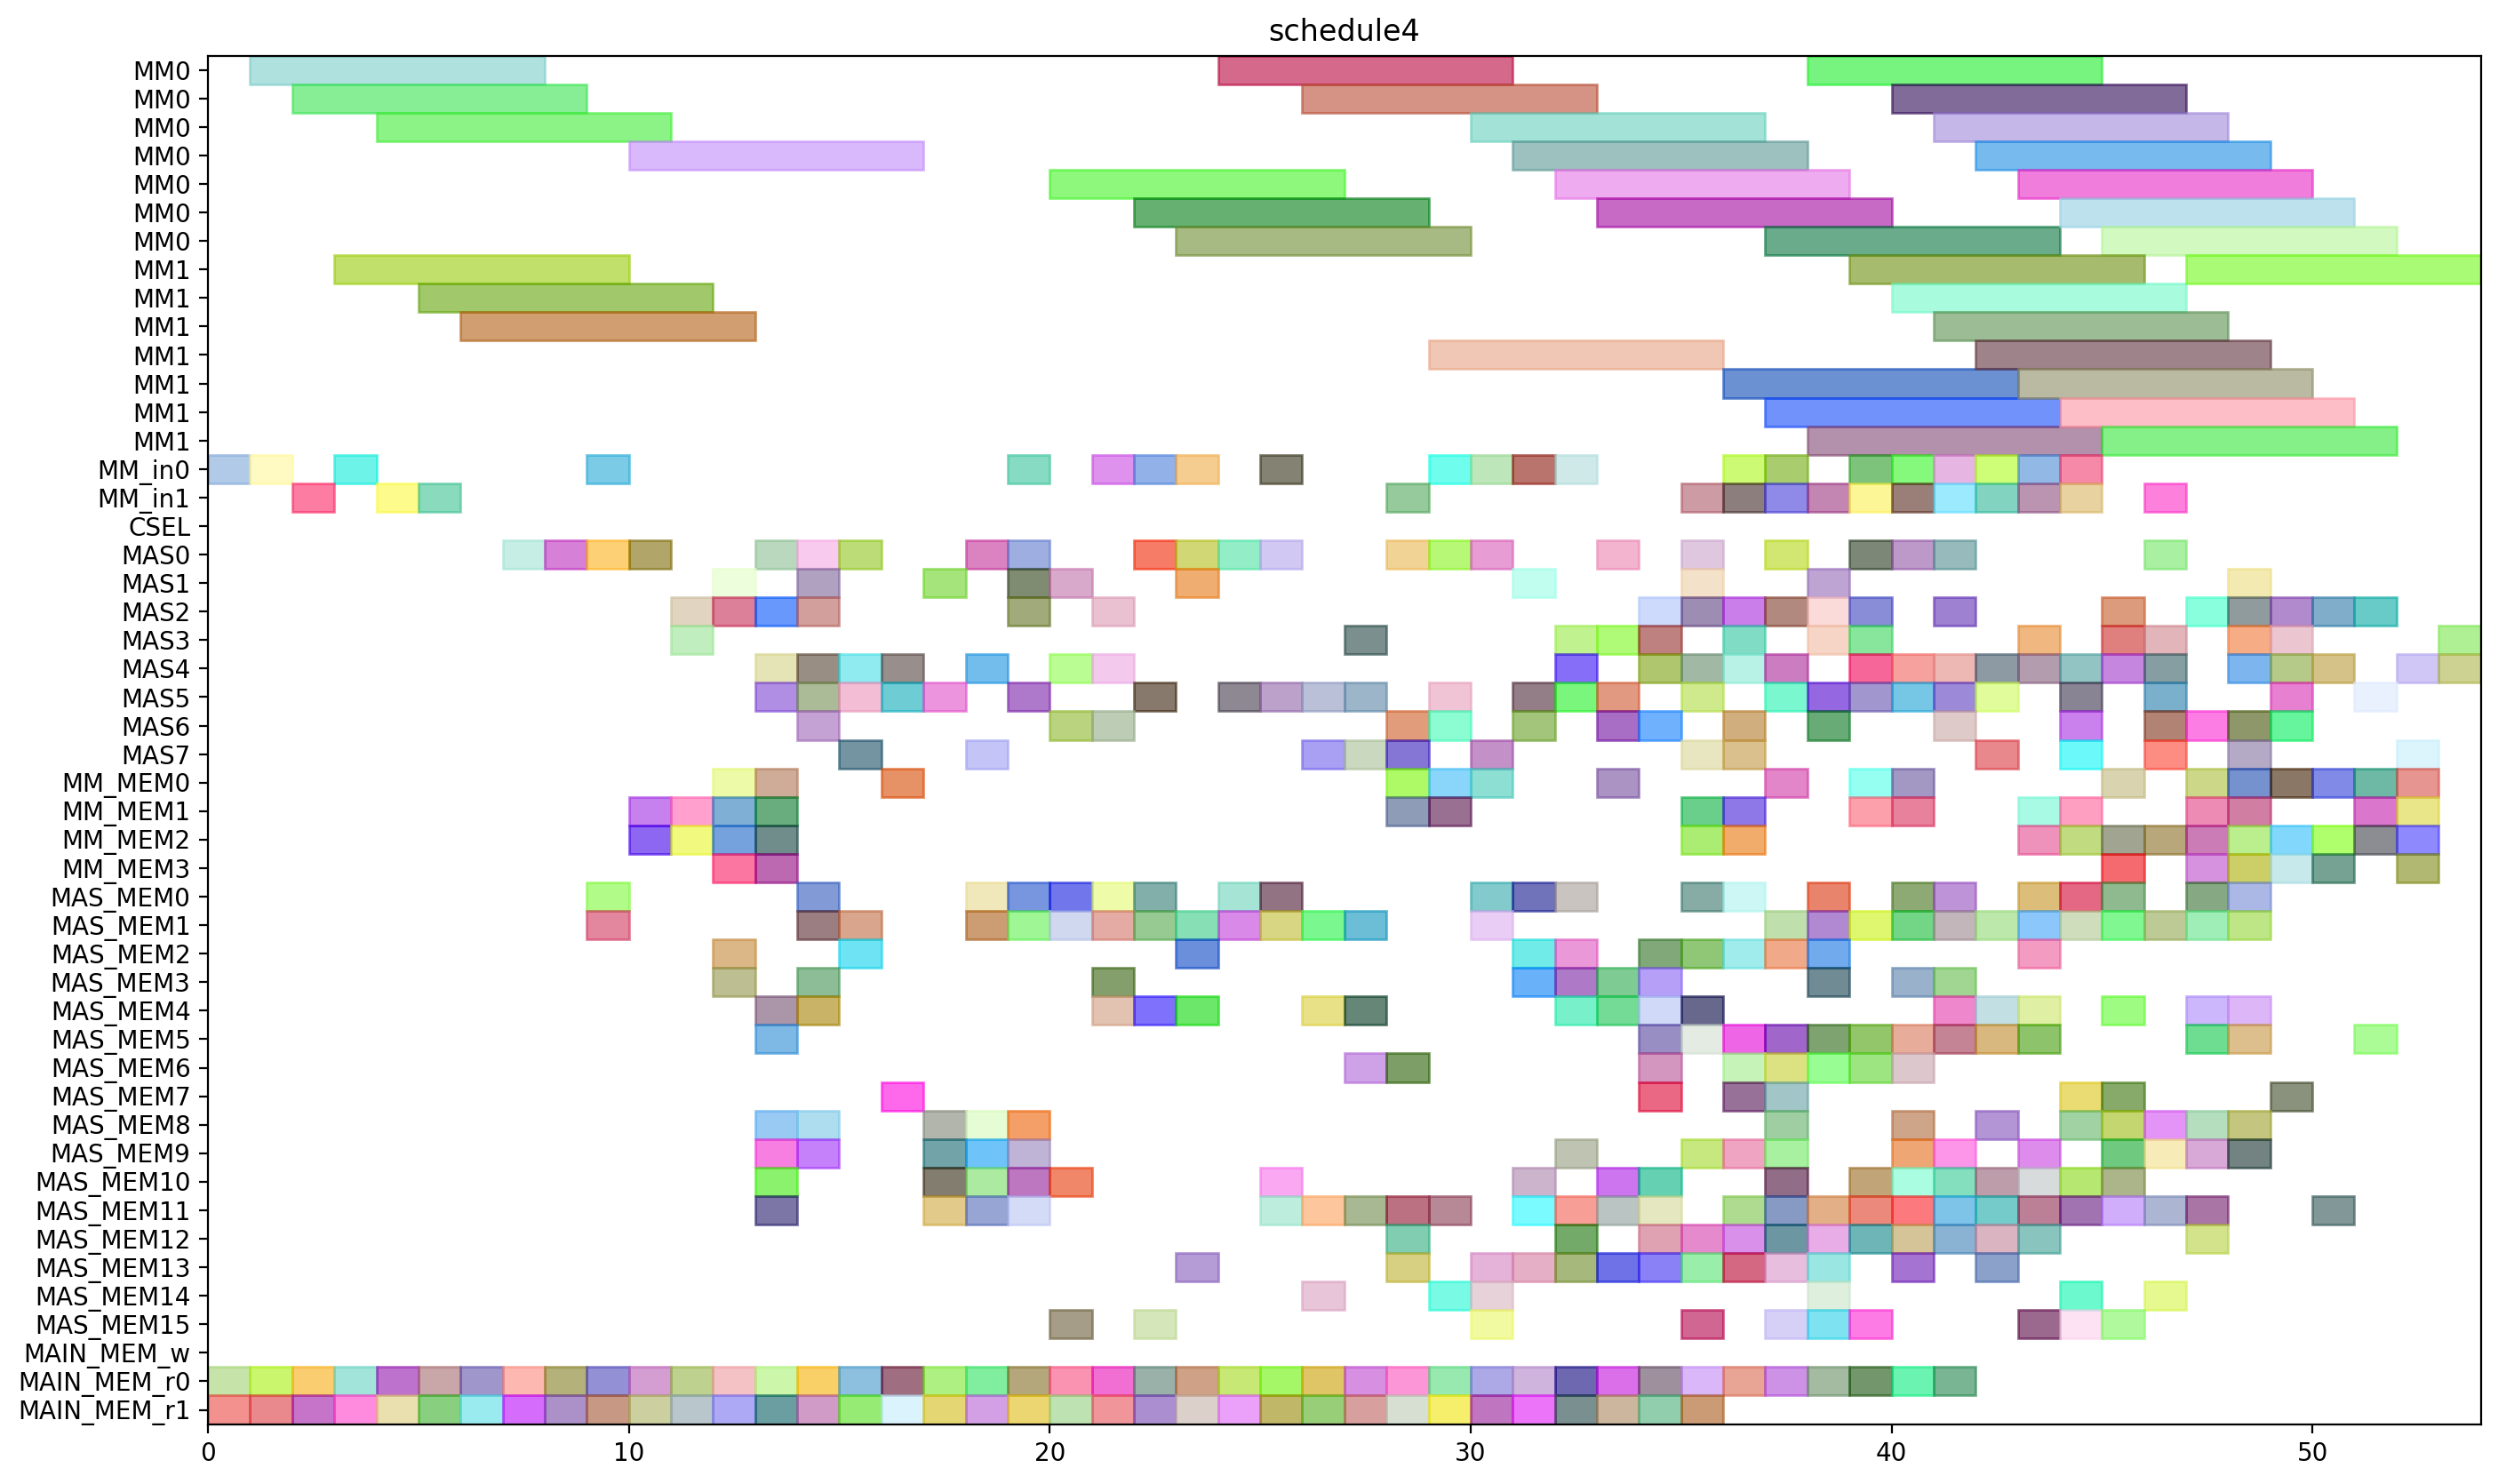 schedule4
MM0
MM0
MM0
MM0
MM0
MM0
MM0
MM1
MM1
MM1
MM1
MM1
MM1
MM1
MM_in0
MM_in1
CSEL
MAS0
MAS1
MAS2
MAS3
MAS4
MAS5
MAS6
MAS7
MM_MEM0
MM_MEM1
MM_MEM2
MM_MEM3
MAS_MEM0
MAS_MEM1
MAS_MEM2
MAS_MEM3
MAS_MEM4
MAS_MEM5
MAS_MEM6
MAS_MEM7
MAS_MEM8
MAS_MEM9
MAS_MEM10
MAS_MEM11
MAS_MEM12
MAS_MEM13
MAS_MEM14
MAS_MEM15
MAIN_MEM_w
MAIN_MEM_r0
MAIN_MEM_r1
0 10 20 30 40 50